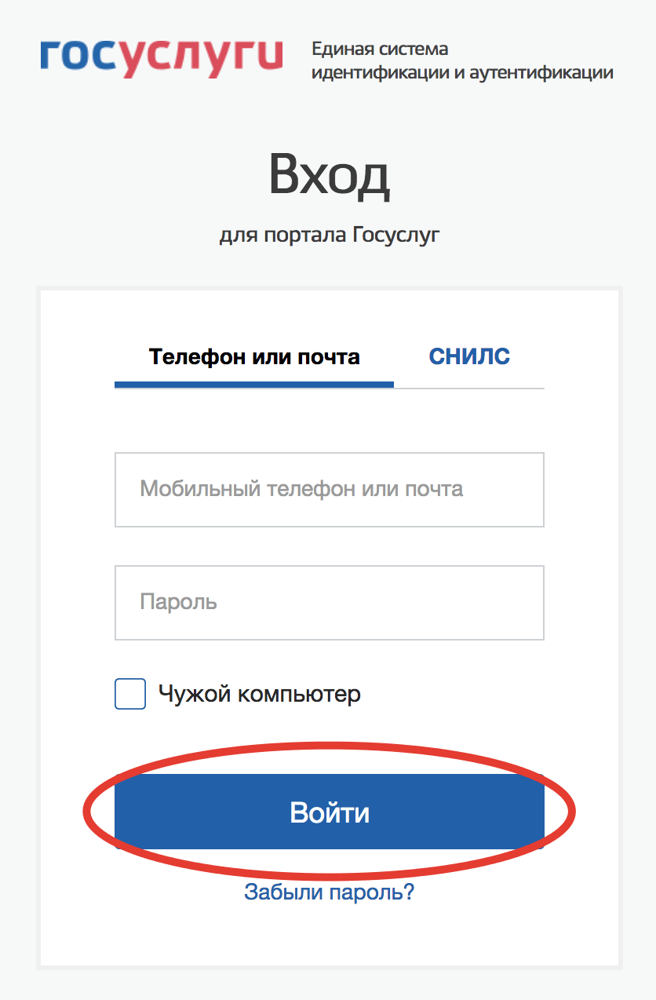 госуслуги
Единая система
идентификации и аутентификации
Вход
для портала Госуслуг
Телефон или почта
СНИЛС
Мобильный телефон или почта
Пароль
Чужой компьютер
Войти
Забыли пароль?